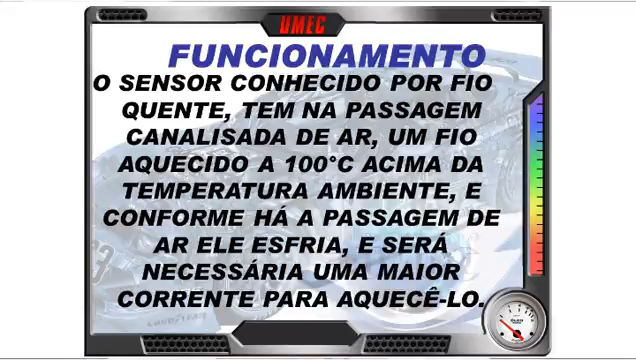 UMEC
FUNCIONAMENTO
O SENSOR CONHECIDO POR FIO
QUENTE, TEM NA PASSAGEM
CANALISADA DE AR, UM FIO
AQUECIDO A 100°C ACIMA DA
TEMPERATURA AMBIENTE, E
CONFORME HÁ A PASSAGEM DE
AR ELE ESFRIA, E SERÁ
NECESSÁRIA UMA MAIOR
CORRENTE PARA AQUECÊ-LO.